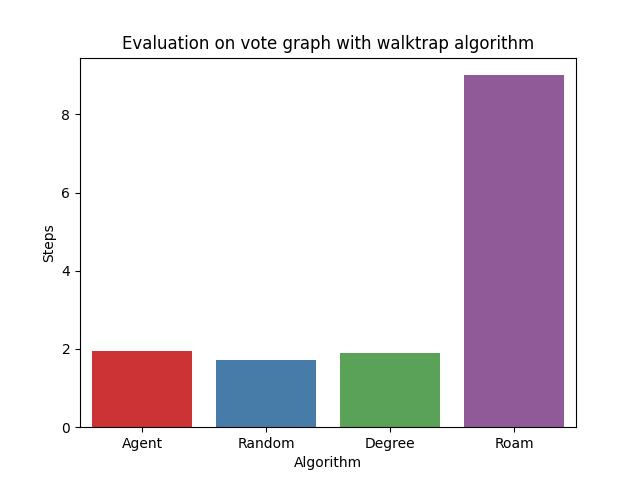 Evaluation on vote graph with walktrap algorithm
8
6
4
2
0
Steps
Agent Random Degree Roam
Algorithm